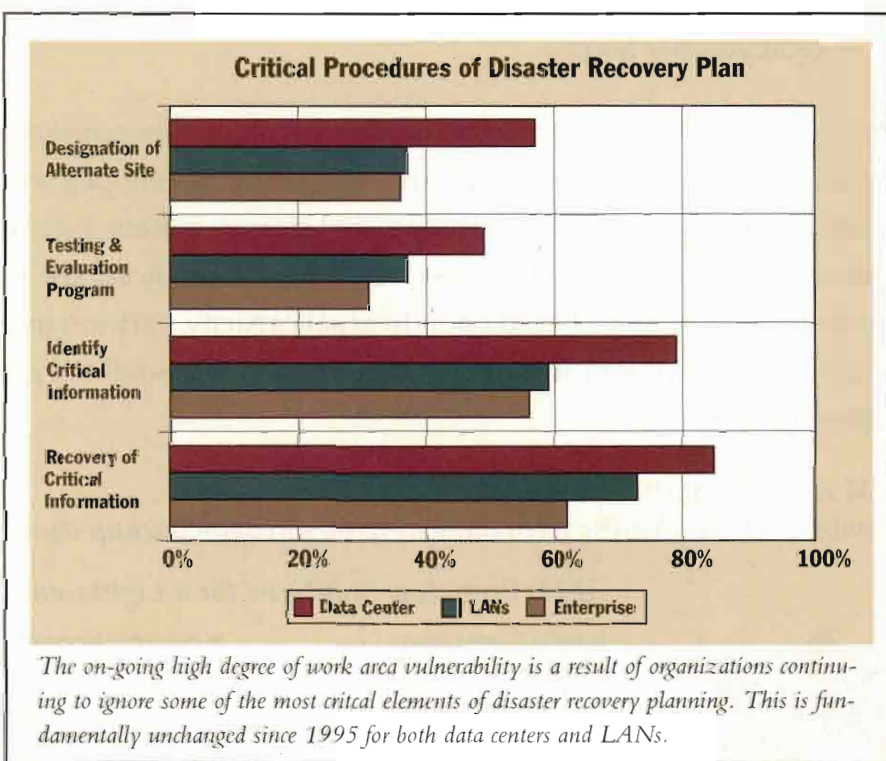 Critical Procedures of Disaster Recovery Plan
Designation of
Alternate Site
Testing &
Evaluation
Program
Identify
Critical
Information
Recovery of
Critical
Information
0% 20% 40% 60% 80% 100%
Data Center LANs Enterprise
The on-going high degree of work area vulnerability is a result of organizations continu-
ing to ignore some of the most critcal elements of disaster recovery planning. This is fun-
damentally unchanged since 1995 for both data centers and LANs.